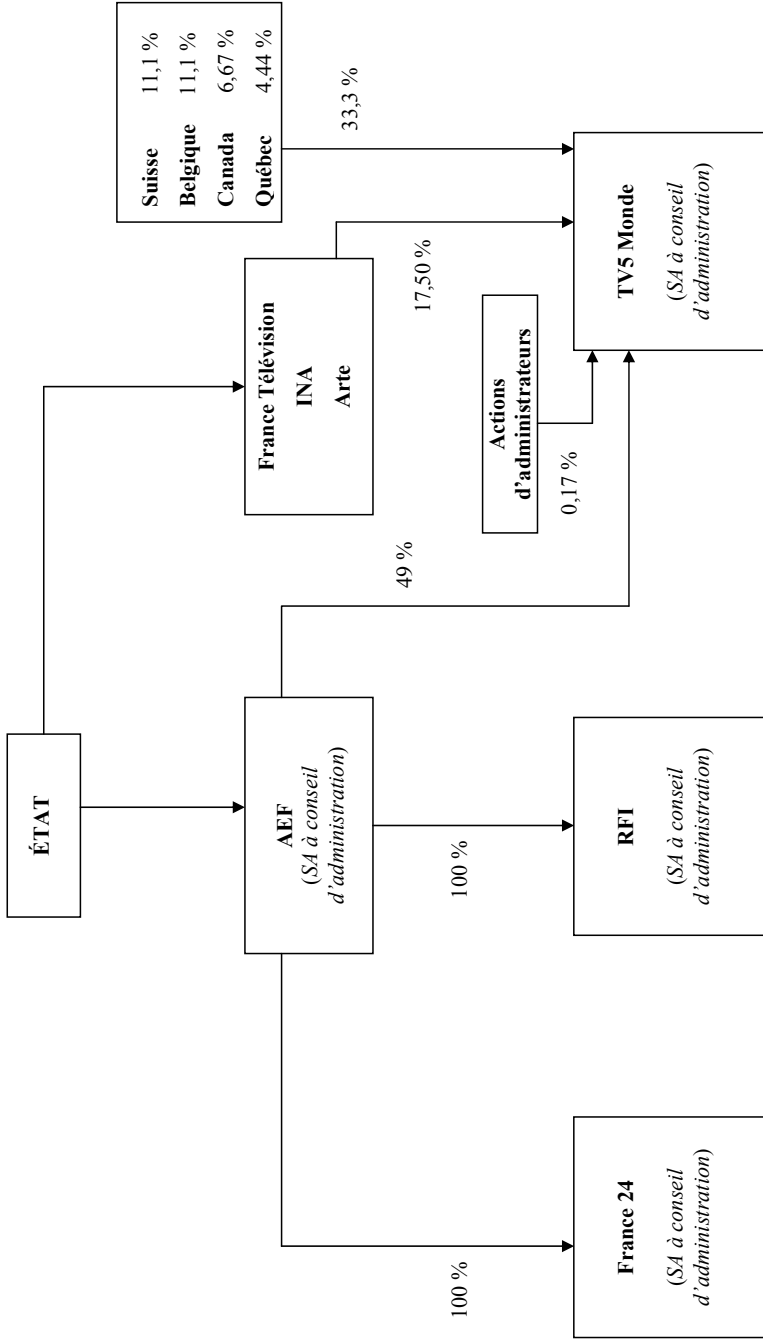 ÉTAT
Suisse 11,1 %
Belgique 11,1 %
Canada 6,67 %
Québec 4,44 %
AEF
(SA à conseil
d’administration)
France Télévision
INA
Arte
33,3 %
17,50 %
49 %
Actions
d’administrateurs
0,17 %
100 %
100 %
France 24
(SA à conseil
d’administration)
RFI
(SA à conseil
d’administration)
TV5 Monde
(SA à conseil
d’administration)